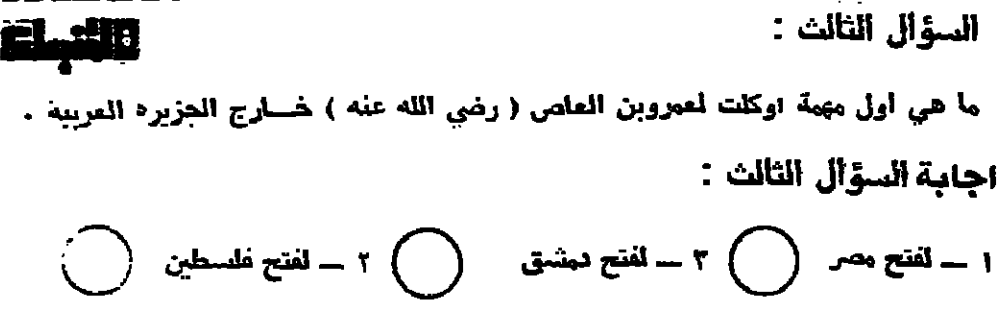 السؤال الثالث :
ما هي اول مهمة اوكلت لعمروبن العاص ( رضي الله عنه ) خــارج الجزيره العربية .
اجابة السؤال الثالث :
١ ــ لفتح مصر ٣ ــ لفتح دمشق ٢ ــ لفتح فلسطين